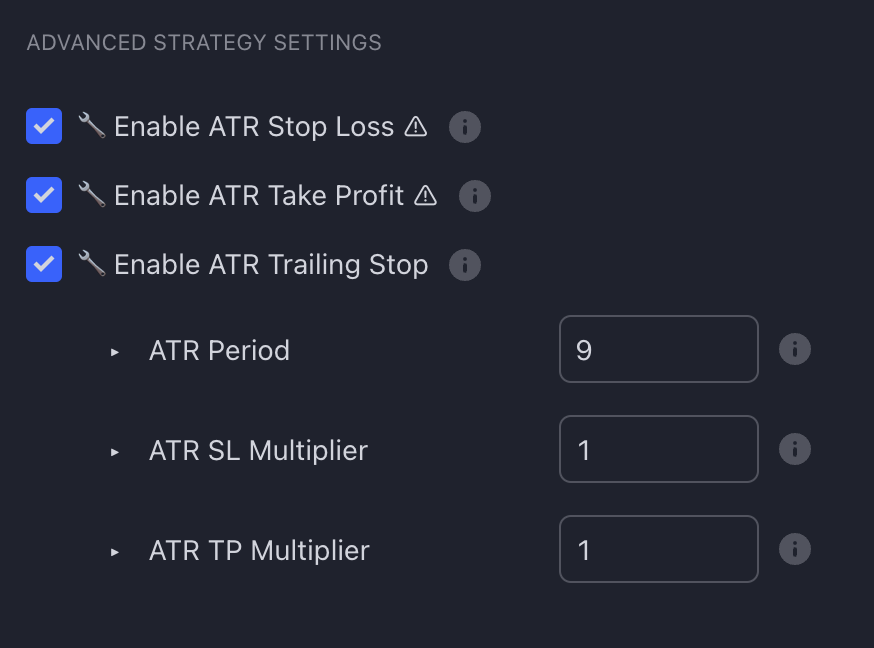 ADVANCED STRATEGY SETTINGS
🔧 Enable ATR Stop Loss ⚠
🔧 Enable ATR Take Profit ⚠
🔧 Enable ATR Trailing Stop
▸ ATR Period 9
▸ ATR SL Multiplier 1
▸ ATR TP Multiplier 1